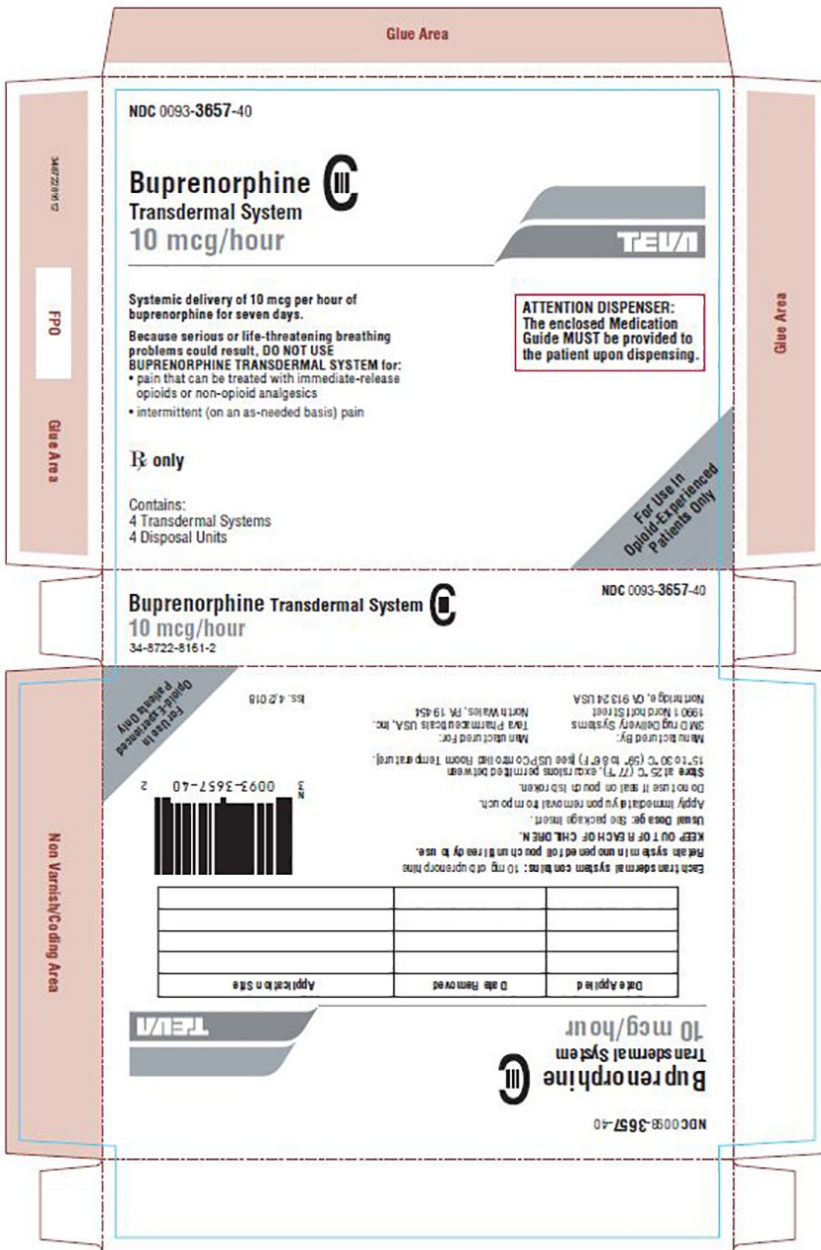 Glue Area
NDC 0093-3657-40
Buprenorphine CIII
Transdermal System
10 mcg/hour
TEVA
Systemic delivery of 10 mcg per hour of
buprenorphine for seven days.
Because serious or life-threatening breathing
problems could result, DO NOT USE
BUPRENORPHINE TRANSDERMAL SYSTEM for:
• pain that can be treated with immediate-release
opioids or non-opioid analgesics
• intermittent (on an as-needed basis) pain
ATTENTION DISPENSER:
The enclosed Medication
Guide MUST be provided to
the patient upon dispensing.
Rx only
Contains:
4 Transdermal Systems
4 Disposal Units
For Use In
Opioid-Experienced
Patients Only
FPO
Glue Area
Glue Area
Buprenorphine Transdermal System CIII
10 mcg/hour
34-8722-8161-2
NDC 0093-3657-40
NDC 0093-3657-40
Buprenorphine CIII
Transdermal System
10 mcg/hour
TEVA
Date Applied Date Removed Application Site
Each transdermal system contains: 10 mg of buprenorphine
Retain system in unopened foil pouch until ready to use.
KEEP OUT OF REACH OF CHILDREN.
Usual Dosage: See package insert.
Apply immediately upon removal from pouch.
Do not use if seal on pouch is broken.
Store at 25°C (77°F), excursions permitted between
15° to 30°C (59° to 86°F) [see USP Controlled Room Temperature].
Manufactured By:
3M Drug Delivery Systems
19901 Nordhoff Street
Northridge, CA 91324 USA
Manufactured For:
Teva Pharmaceuticals USA, Inc.
North Wales, PA 19454
Iss. 4/2018
N3 0093-3657-40 2
For Use In
Opioid-Experienced
Patients Only
Non Varnish/Coding Area